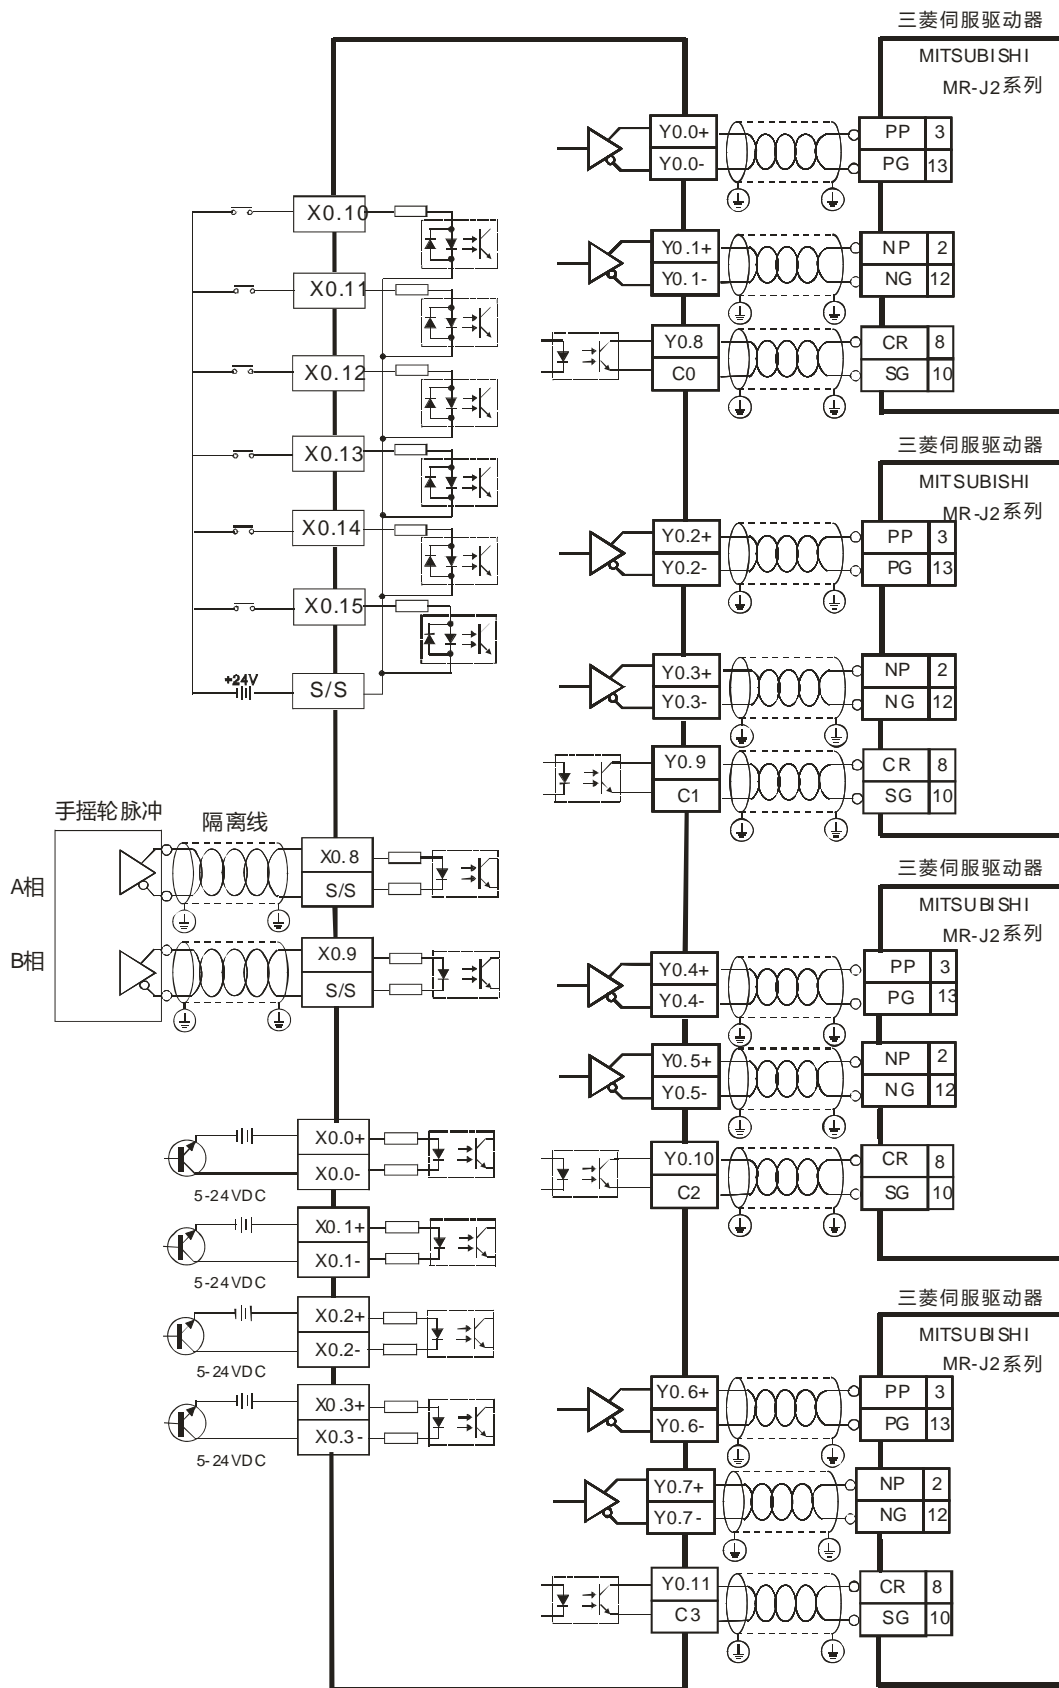 三菱伺服驱动器
MITSUBISHI
MR-J2系列
Y0.0+
Y0.0-
PP 3
PG 13
Y0.1+
Y0.1-
NP 2
NG 12
Y0.8
C0
CR 8
SG 10
X0.10
X0.11
X0.12
X0.13
X0.14
X0.15
+24V
S/S
三菱伺服驱动器
MITSUBISHI
MR-J2系列
Y0.2+
Y0.2-
PP 3
PG 13
Y0.3+
Y0.3-
NP 2
NG 12
Y0.9
C1
CR 8
SG 10
手摇轮脉冲
隔离线
A相
X0.8
S/S
B相
X0.9
S/S
三菱伺服驱动器
MITSUBISHI
MR-J2系列
Y0.4+
Y0.4-
PP 3
PG 13
Y0.5+
Y0.5-
NP 2
NG 12
Y0.10
C2
CR 8
SG 10
X0.0+
X0.0-
5-24VDC
X0.1+
X0.1-
5-24VDC
X0.2+
X0.2-
5-24VDC
X0.3+
X0.3-
5-24VDC
三菱伺服驱动器
MITSUBISHI
MR-J2系列
Y0.6+
Y0.6-
PP 3
PG 13
Y0.7+
Y0.7-
NP 2
NG 12
Y0.11
C3
CR 8
SG 10